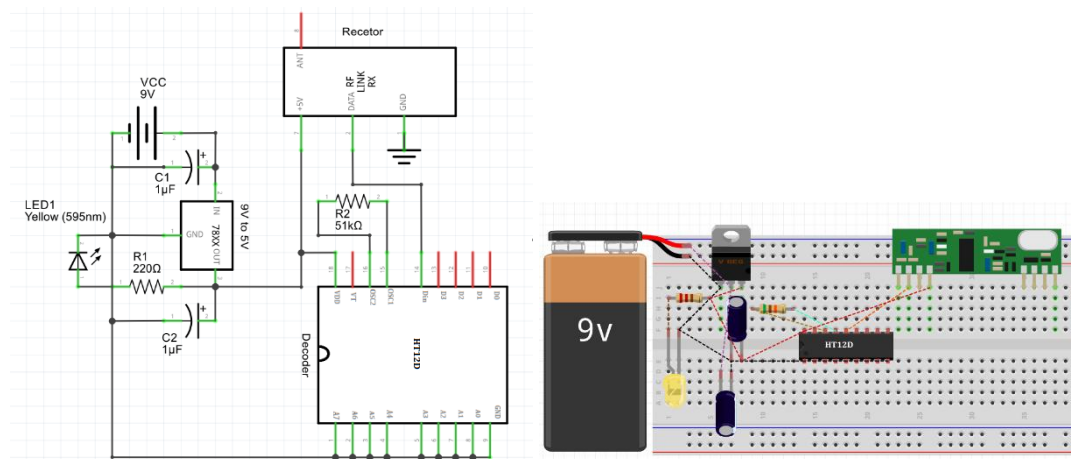 Recetor
ANT
RF
LINK
RX
+5V
DATA
GND
VCC
9V
C1
1µF
LED1
Yellow (595nm)
IN
GND
78XX
OUT
9V to 5V
R1
220Ω
C2
1µF
R2
51kΩ
VDD
VT
OSC2
OSC1
Din
D3
D2
D1
D0
18
17
16
15
14
13
12
11
10
Decoder
HT12D
A7
A6
A5
A4
A3
A2
A1
A0
GND
1
2
3
4
5
6
7
8
9
9v
HT12D